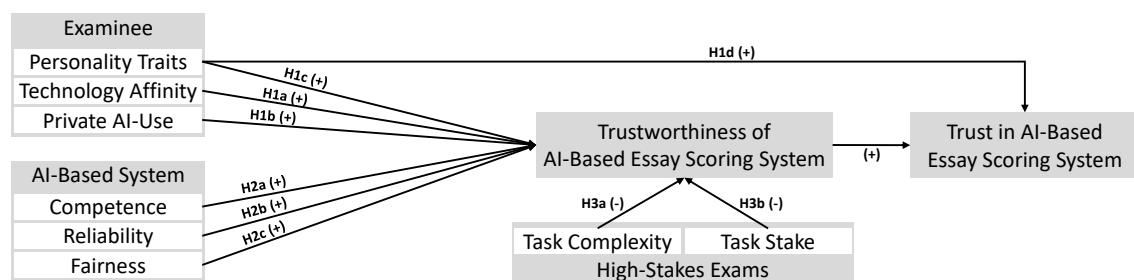 Examinee
Personality Traits
Technology Affinity
Private AI-Use
H1d (+)
H1c (+)
H1a (+)
H1b (+)
AI-Based System
Competence
Reliability
Fairness
H2a (+)
H2b (+)
H2c (+)
Trustworthiness of
AI-Based Essay Scoring System
(+)
Trust in AI-Based
Essay Scoring System
H3a (-)
H3b (-)
Task Complexity
Task Stake
High-Stakes Exams